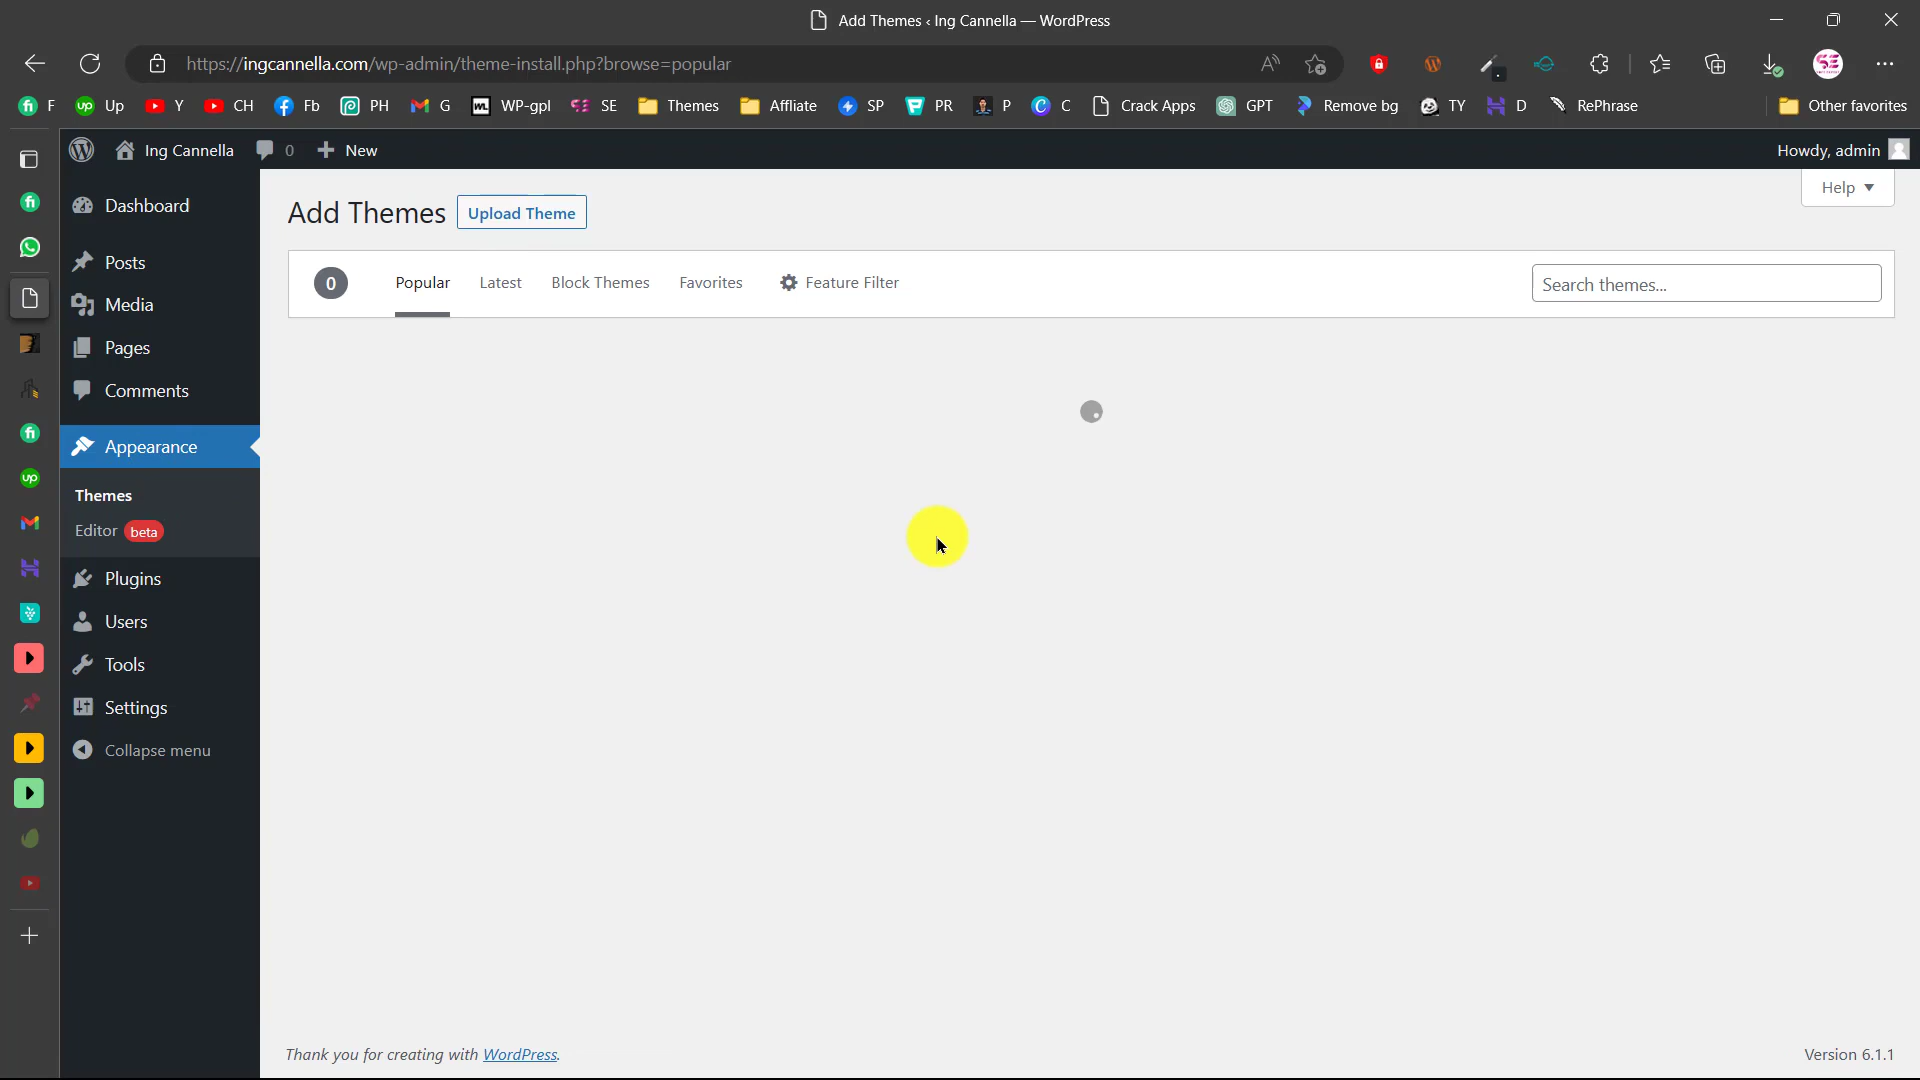 Add Themes ‹ Ing Cannella — WordPress
https://ingcannella.com/wp-admin/theme-install.php?browse=popular
F Up Y CH Fb PH G WP-gpl SE Themes Affliate SP PR P C Crack Apps GPT Remove bg TY D RePhrase Other favorites
Ing Cannella 0 New Howdy, admin
Help
Add Themes Upload Theme
0 Popular Latest Block Themes Favorites Feature Filter Search themes...
Dashboard
Posts
Media
Pages
Comments
Appearance
Themes
Editor beta
Plugins
Users
Tools
Settings
Collapse menu
Thank you for creating with WordPress. Version 6.1.1